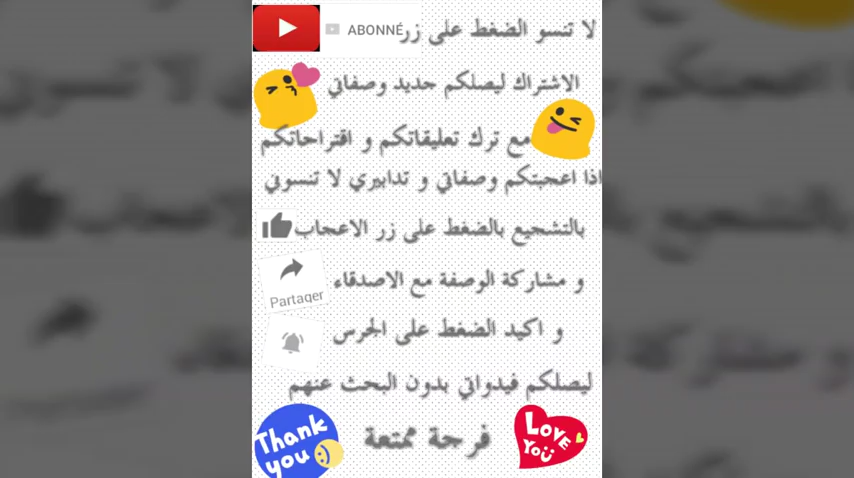 لا تنسو الضغط على زر ABONNÉ
الاشتراك ليصلكم جديد وصفاتي
مع ترك تعليقاتكم و اقتراحاتكم
اذا اعجبتكم وصفاتي و تدابيري لا تنسوني
بالتشجيع بالضغط على زر الاعجاب
و مشاركة الوصفة مع الاصدقاء
Partager
و اكيد الضغط على الجرس
ليصلكم فيدواتي بدون البحث عنهم
فرحة ممتعة
Thank you
Love You